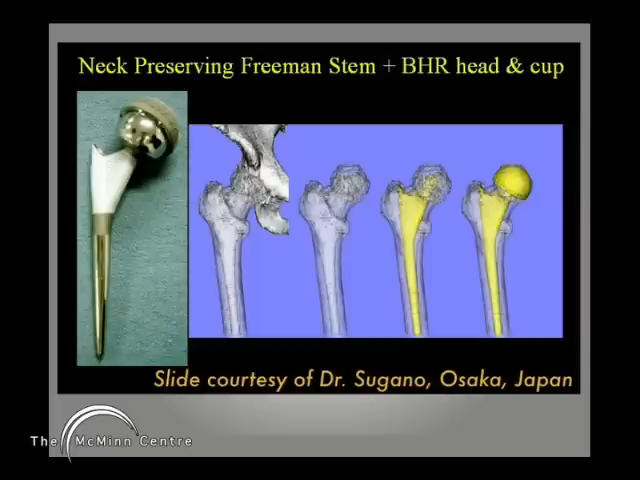 Neck Preserving Freeman Stem + BHR head & cup
Slide courtesy of Dr. Sugano, Osaka, Japan
The McMinn Centre